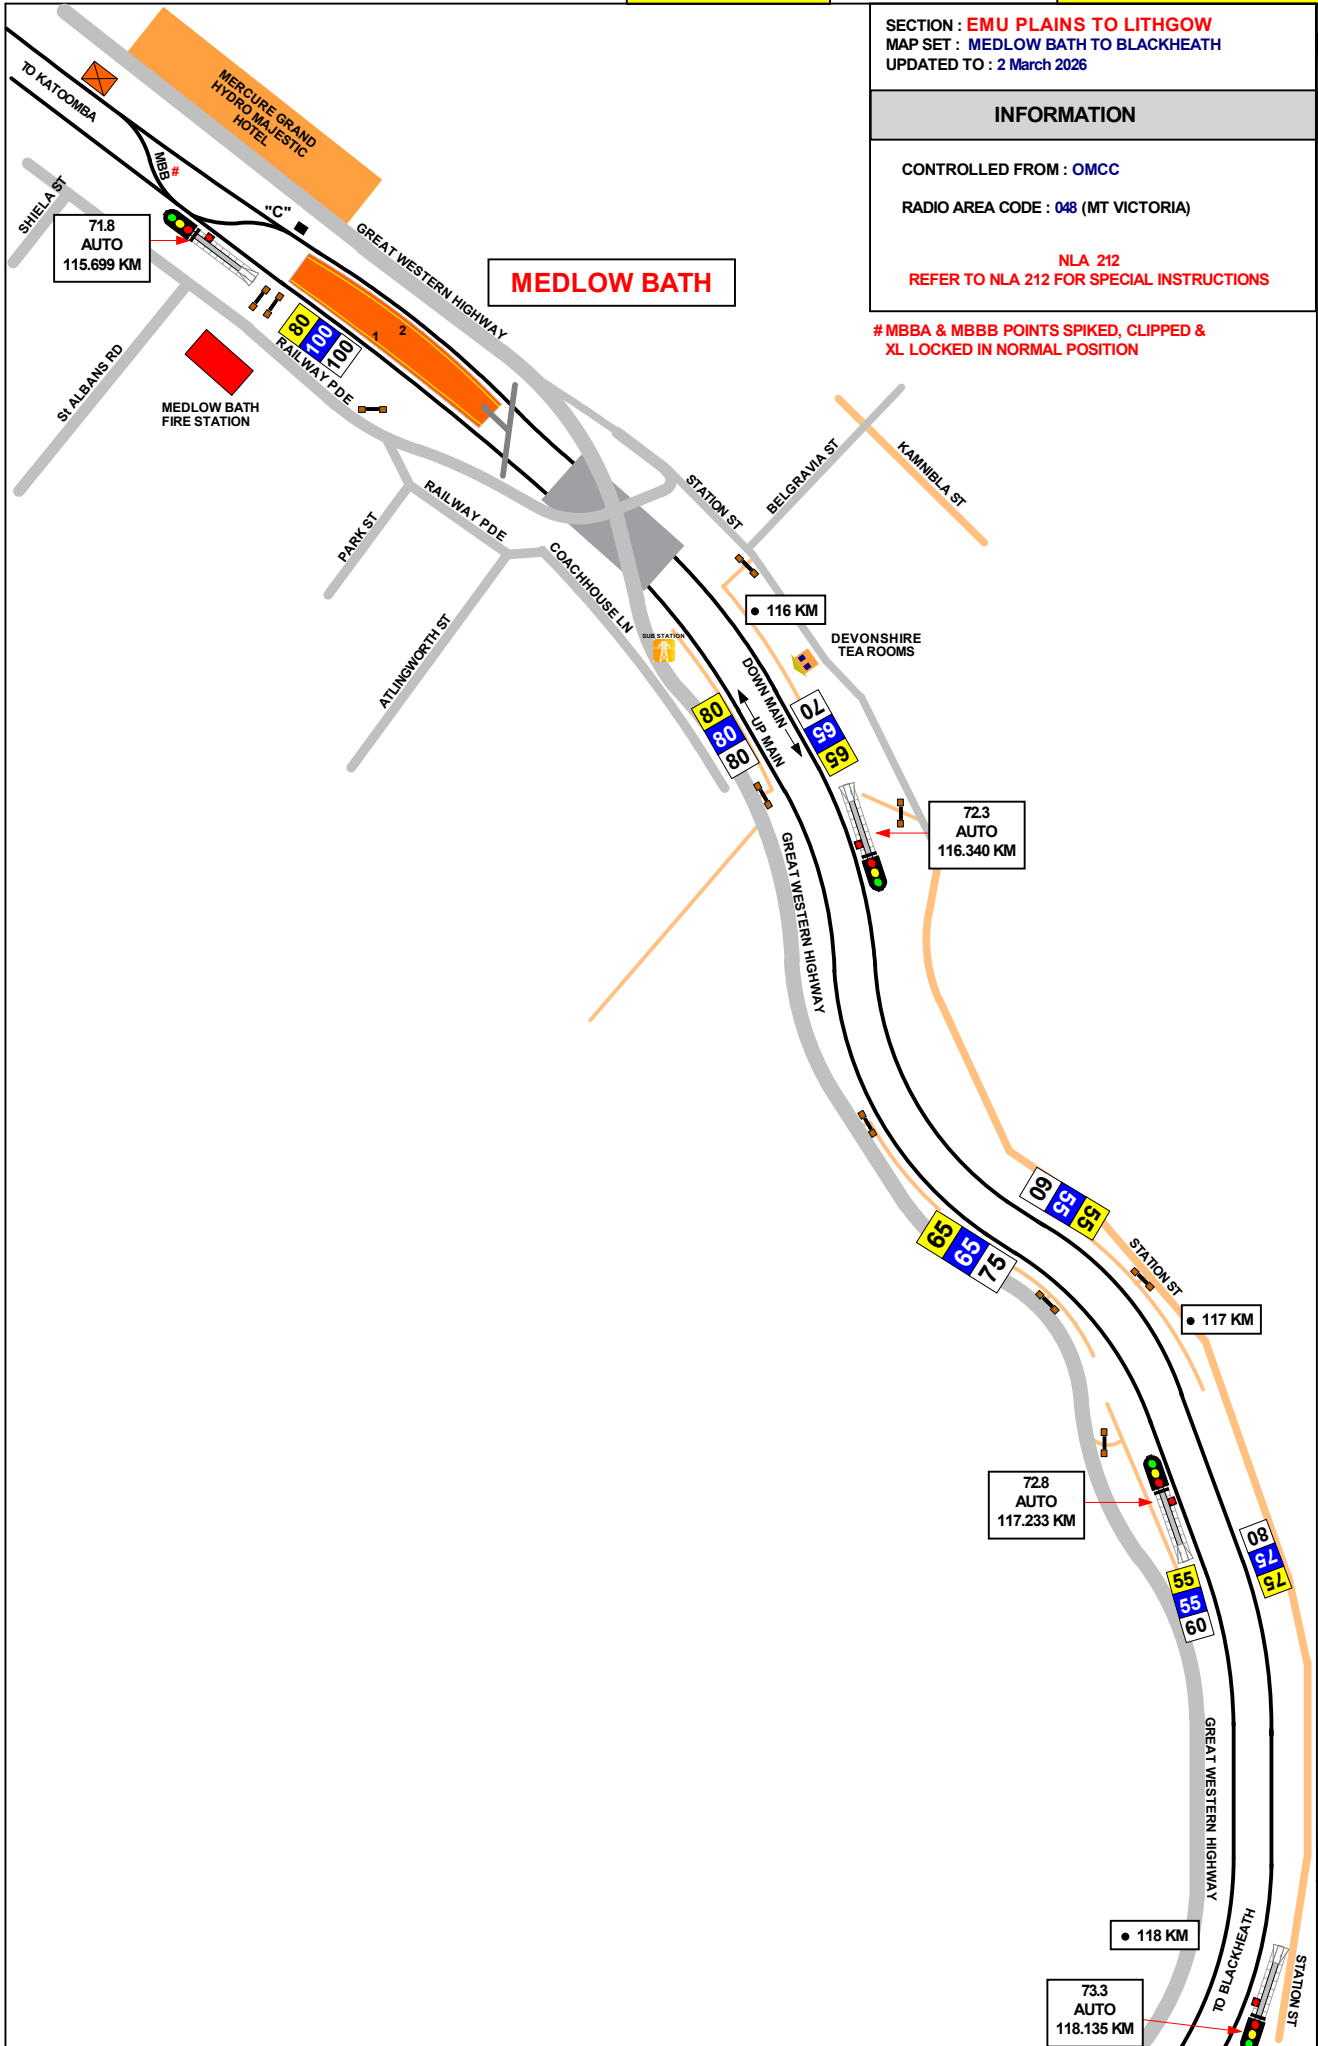 SECTION : EMU PLAINS TO LITHGOW
MAP SET : MEDLOW BATH TO BLACKHEATH
UPDATED TO : 2 March 2026
INFORMATION
CONTROLLED FROM : OMCC
RADIO AREA CODE : 048 (MT VICTORIA)
NLA 212
REFER TO NLA 212 FOR SPECIAL INSTRUCTIONS
# MBBA & MBBB POINTS SPIKED, CLIPPED &
XL LOCKED IN NORMAL POSITION
TO KATOOMBA
MERCURE GRAND
HYDRO MAJESTIC
HOTEL
MBB #
SHIELA ST
"C"
71.8
AUTO
115.699 KM
GREAT WESTERN HIGHWAY
MEDLOW BATH
80
100
100
1
2
RAILWAY PDE
St ALBANS RD
MEDLOW BATH
FIRE STATION
STATION ST
BELGRAVIA ST
KAMNIBLA ST
PARK ST
RAILWAY PDE
COACHHOUSE LN
ATLINGWORTH ST
116 KM
SUB STATION
DEVONSHIRE
TEA ROOMS
DOWN MAIN
UP MAIN
80
80
80
70
65
65
72.3
AUTO
116.340 KM
GREAT WESTERN HIGHWAY
60
55
55
65
65
75
STATION ST
117 KM
72.8
AUTO
117.233 KM
80
75
75
55
55
60
GREAT WESTERN HIGHWAY
118 KM
TO BLACKHEATH
STATION ST
73.3
AUTO
118.135 KM